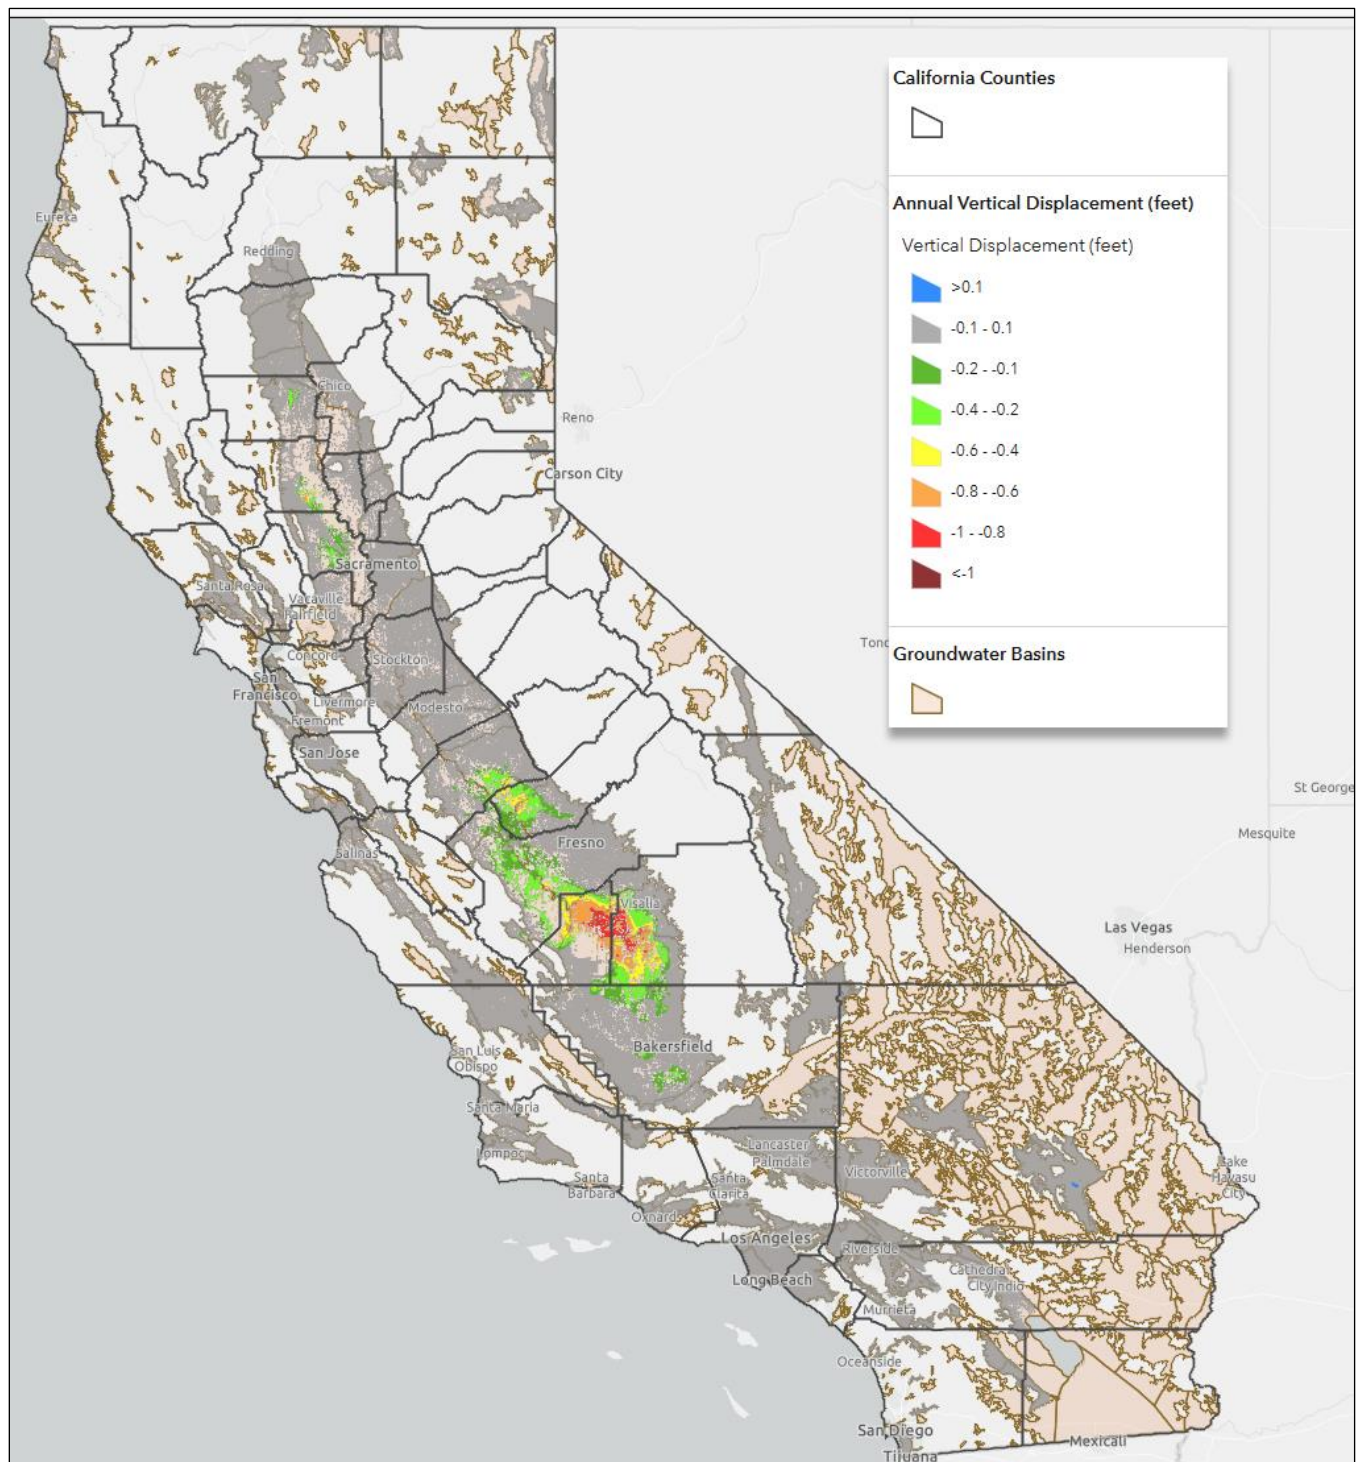 California Counties
Annual Vertical Displacement (feet)
Vertical Displacement (feet)
>0.1
-0.1 - 0.1
-0.2 - -0.1
-0.4 - -0.2
-0.6 - -0.4
-0.8 - -0.6
-1 - -0.8
<-1
Groundwater Basins
Eureka
Redding
Chico
Reno
Carson City
Sacramento
Santa Rosa
Vacaville
Fairfield
Concord
Stockton
San
Francisco
Livermore
Fremont
Modesto
San Jose
St George
Mesquite
Salinas
Fresno
Visalia
Las Vegas
Henderson
Bakersfield
San Luis
Obispo
Santa Maria
Lompoc
Santa
Barbara
Lancaster
Palmdale
Victorville
Santa
Clarita
Oxnard
Lake
Havasu
City
Los Angeles
Riverside
Long Beach
Cathedral
City
Indio
Murrieta
Oceanside
San Diego
Tijuana
Mexicali